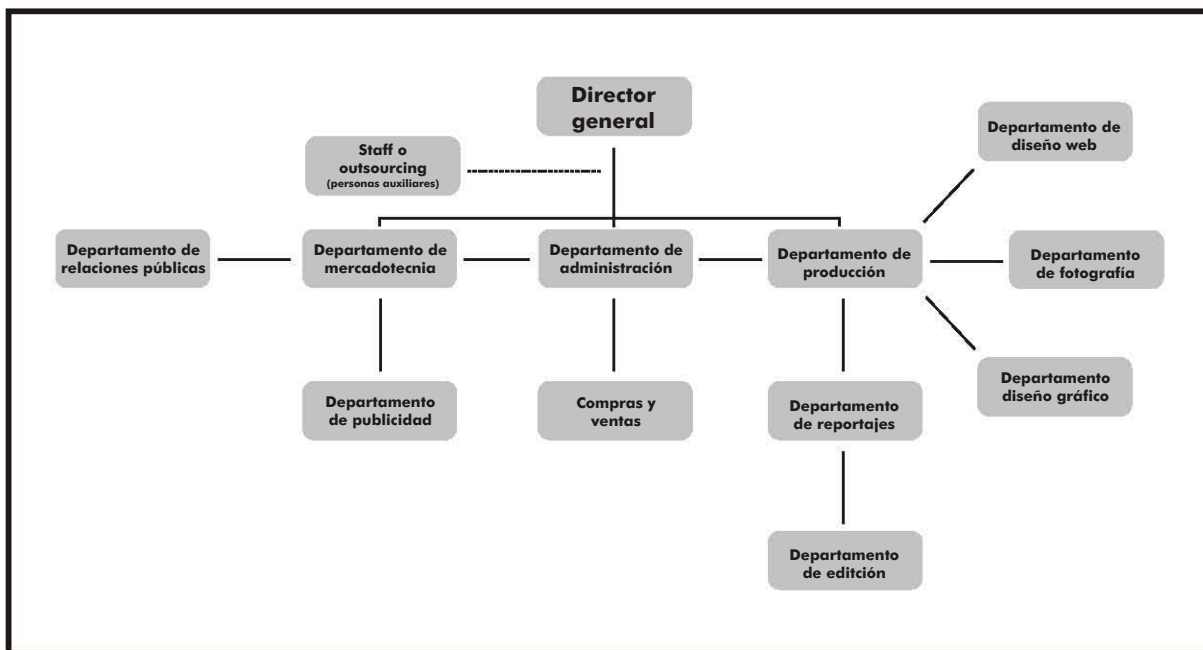 Director
general
Staff o
outsourcing
(personas auxiliares)
Departamento de
diseño web
Departamento de
relaciones públicas
Departamento de
mercadotecnia
Departamento de
administración
Departamento de
producción
Departamento
de fotografía
Departamento
de publicidad
Compras y
ventas
Departamento
de reportajes
Departamento
diseño gráfico
Departamento
de editción